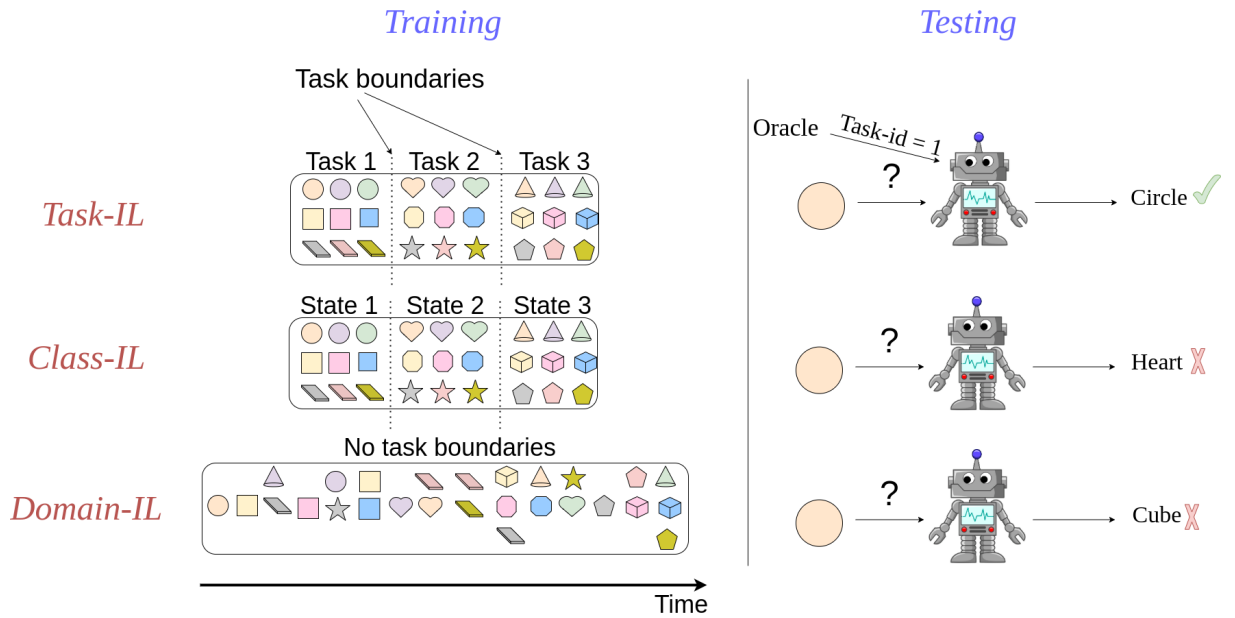 Training
Testing
Task boundaries
Oracle
Task-id = 1
Task 1
Task 2
Task 3
?
Task-IL
Circle
State 1
State 2
State 3
?
Class-IL
Heart
No task boundaries
?
Domain-IL
Cube
Time